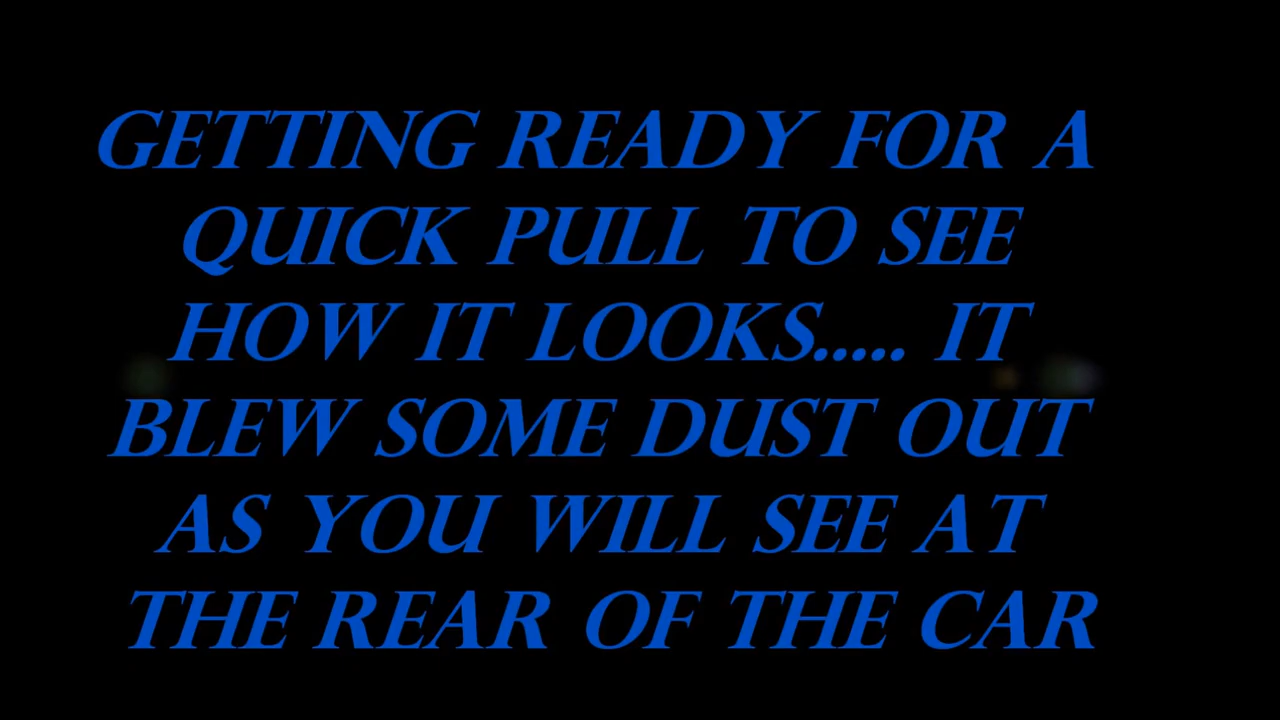 GETTING READY FOR A
QUICK PULL TO SEE
HOW IT LOOKS..... IT
BLEW SOME DUST OUT
AS YOU WILL SEE AT
THE REAR OF THE CAR